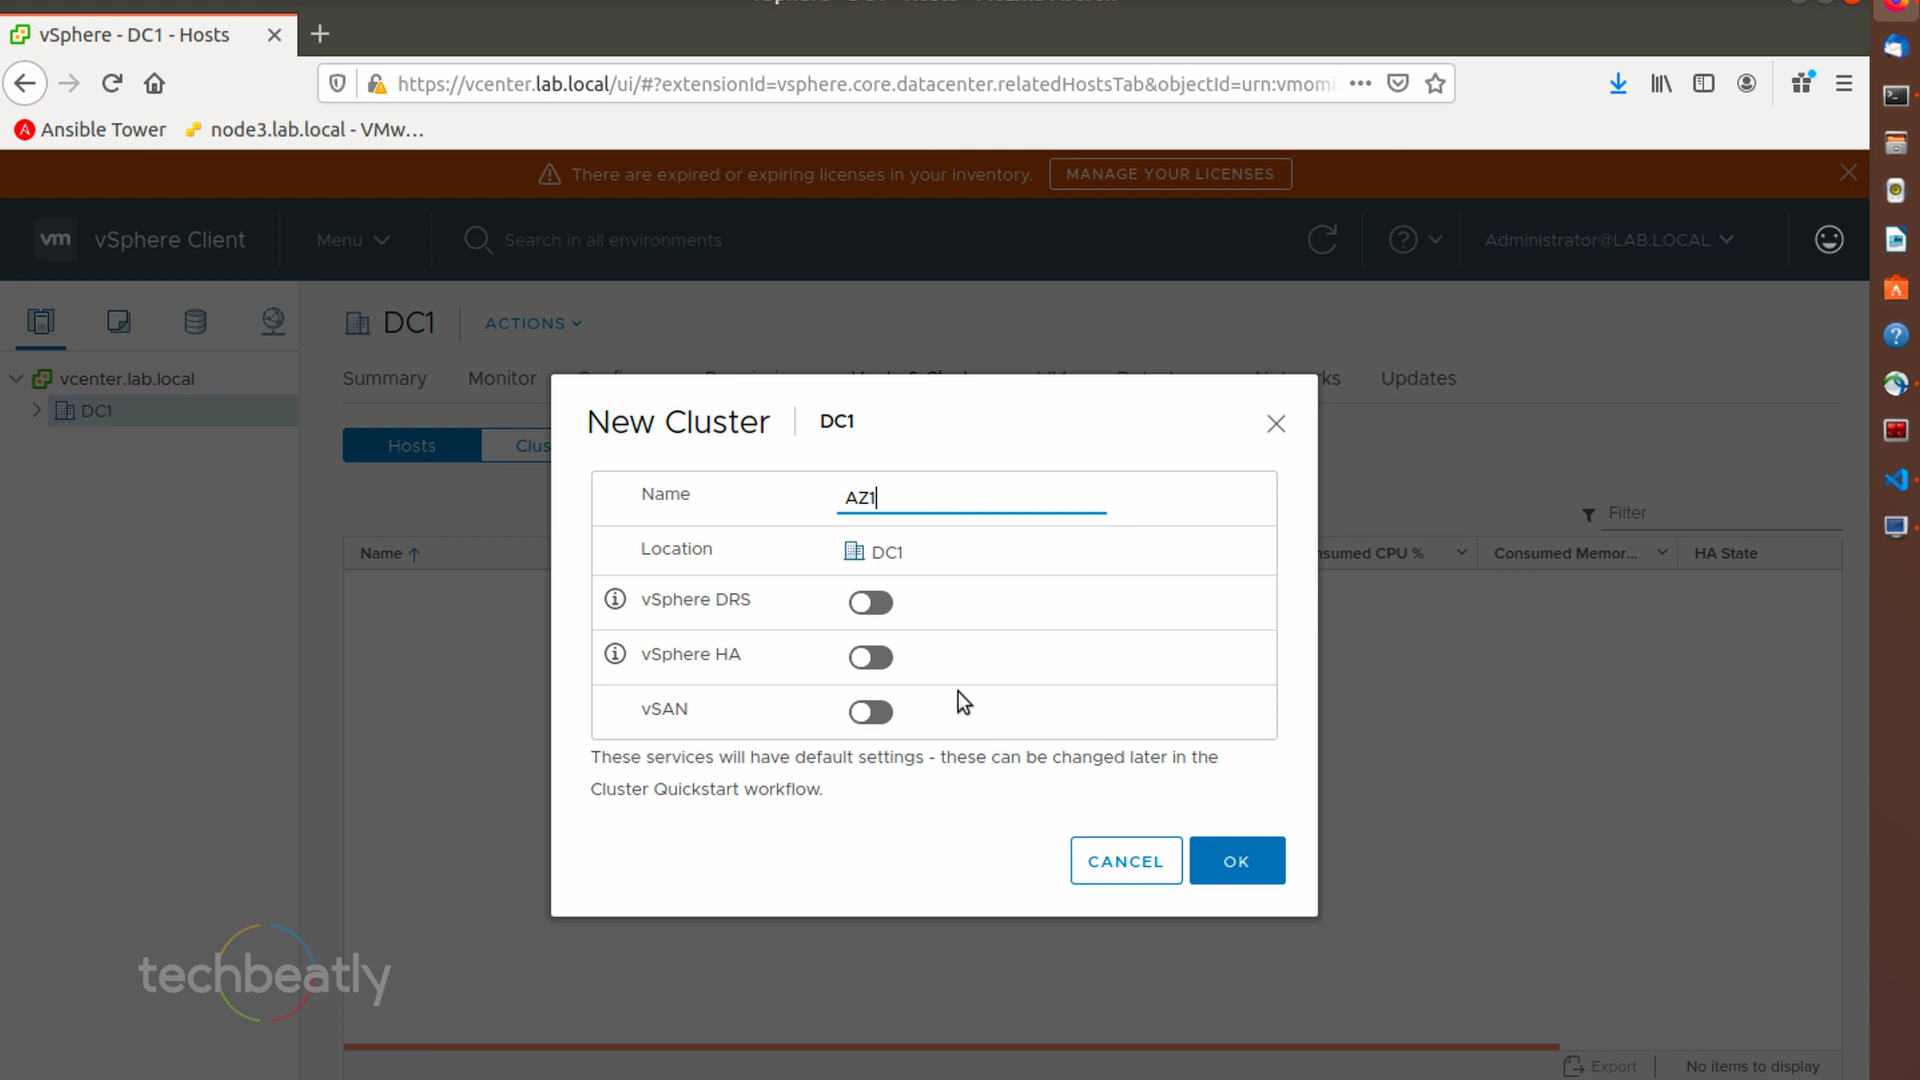 vSphere - DC1 - Hosts
https://vcenter.lab.local/ui/#?extensionId=vsphere.core.datacenter.relatedHostsTab&objectId=urn:vmomi
Ansible Tower
node3.lab.local - VMw…
There are expired or expiring licenses in your inventory.
MANAGE YOUR LICENSES
vm
vSphere Client
Menu
Search in all environments
Administrator@LAB.LOCAL
DC1
ACTIONS
vcenter.lab.local
DC1
Summary
Monitor
Updates
Hosts
Clus
New Cluster
DC1
Name
AZ1
Location
DC1
vSphere DRS
vSphere HA
vSAN
These services will have default settings - these can be changed later in the
Cluster Quickstart workflow.
CANCEL
OK
Filter
Name
nsumed CPU %
Consumed Memor...
HA State
techbeatly
Export
No items to display